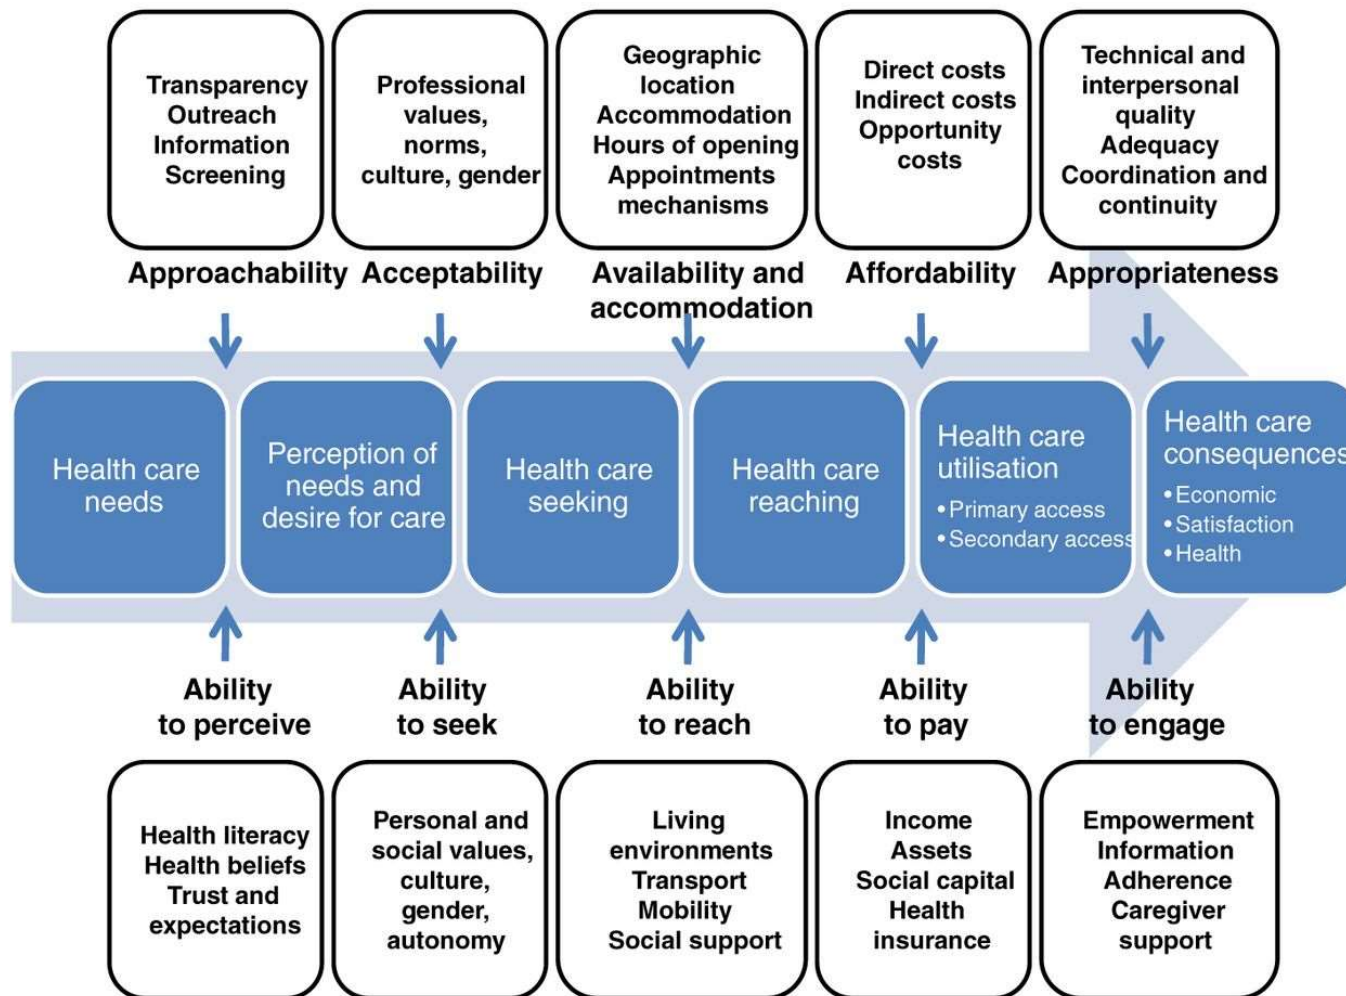 Transparency
Outreach
Information
Screening
Professional
values,
norms,
culture, gender
Geographic
location
Accommodation
Hours of opening
Appointments
mechanisms
Direct costs
Indirect costs
Opportunity
costs
Technical and
interpersonal
quality
Adequacy
Coordination and
continuity
Approachability
Acceptability
Availability and
accommodation
Affordability
Appropriateness
Health care
needs
Perception of
needs and
desire for care
Health care
seeking
Health care
reaching
Health care
utilisation
• Primary access
• Secondary access
Health care
consequences
• Economic
• Satisfaction
• Health
Ability
to perceive
Ability
to seek
Ability
to reach
Ability
to pay
Ability
to engage
Health literacy
Health beliefs
Trust and
expectations
Personal and
social values,
culture,
gender,
autonomy
Living
environments
Transport
Mobility
Social support
Income
Assets
Social capital
Health
insurance
Empowerment
Information
Adherence
Caregiver
support